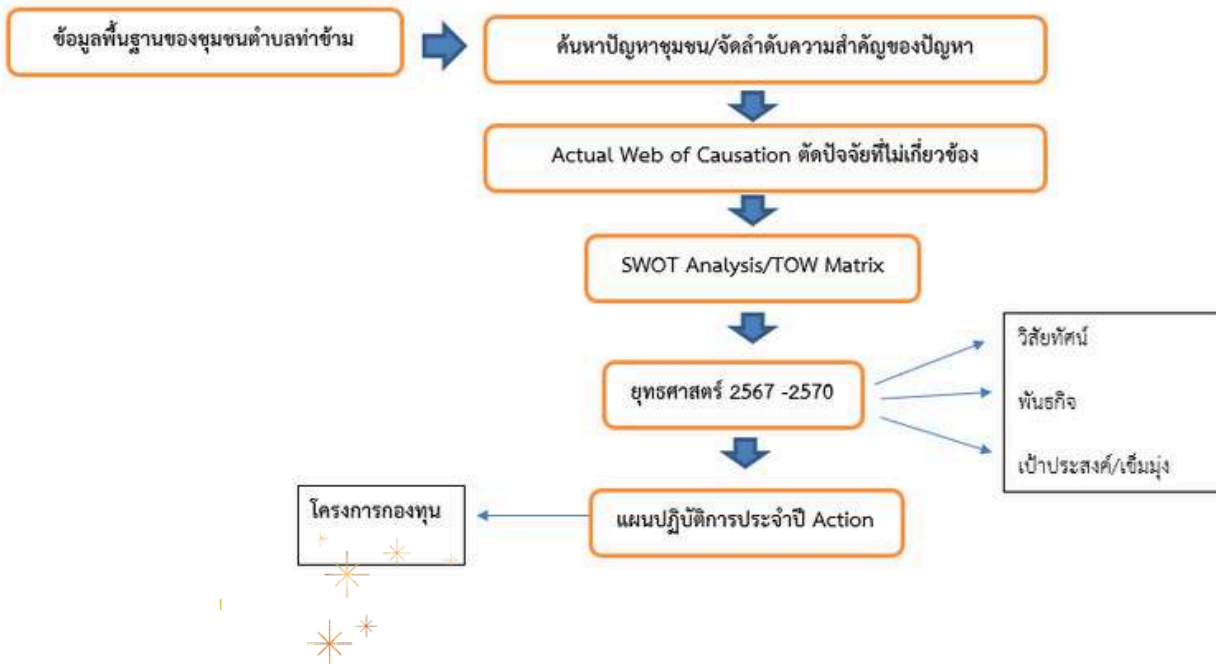 ข้อมูลพื้นฐานของชุมชนตำบลท่าข้าม
ค้นหาปัญหาชุมชน/จัดลำดับความสำคัญของปัญหา
Actual Web of Causation ตัดปัจจัยที่ไม่เกี่ยวข้อง
SWOT Analysis/TOW Matrix
ยุทธศาสตร์ 2567 -2570
วิสัยทัศน์
พันธกิจ
เป้าประสงค์/เข็มมุ่ง
แผนปฏิบัติการประจำปี Action
โครงการกองทุน